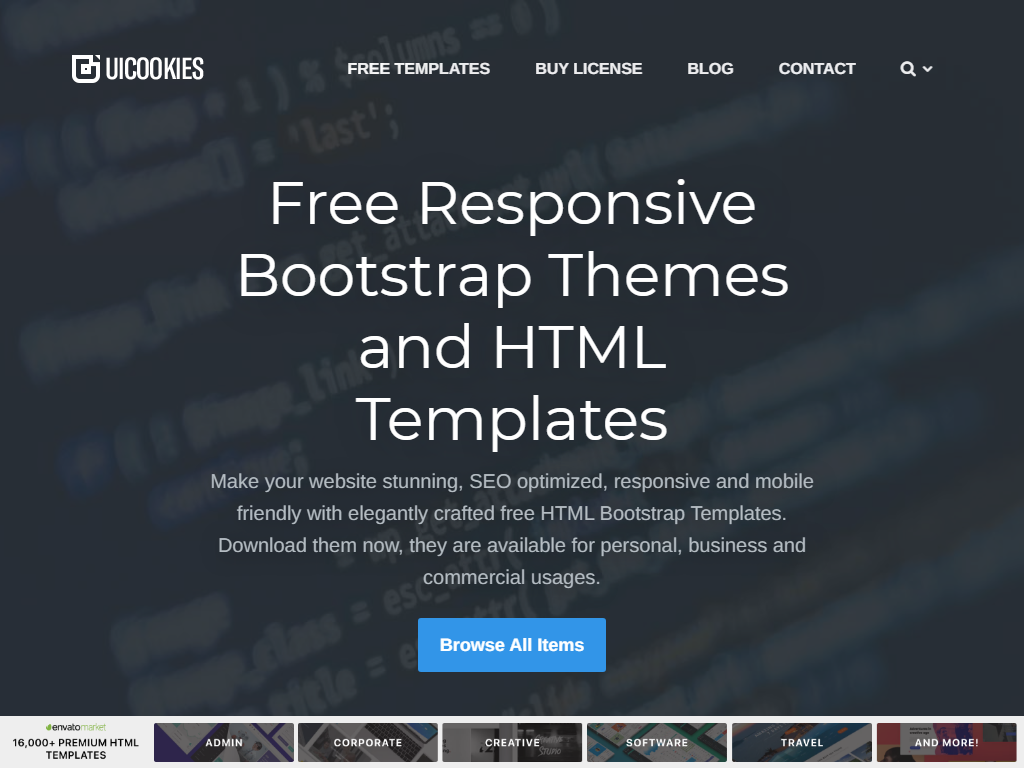 UICOOKIES
FREE TEMPLATES BUY LICENSE BLOG CONTACT
Free Responsive
Bootstrap Themes
and HTML
Templates
Make your website stunning, SEO optimized, responsive and mobile
friendly with elegantly crafted free HTML Bootstrap Templates.
Download them now, they are available for personal, business and
commercial usages.
Browse All Items
envatomarket
16,000+ PREMIUM HTML
TEMPLATES
ADMIN
CORPORATE
CREATIVE
SOFTWARE
TRAVEL
AND MORE!